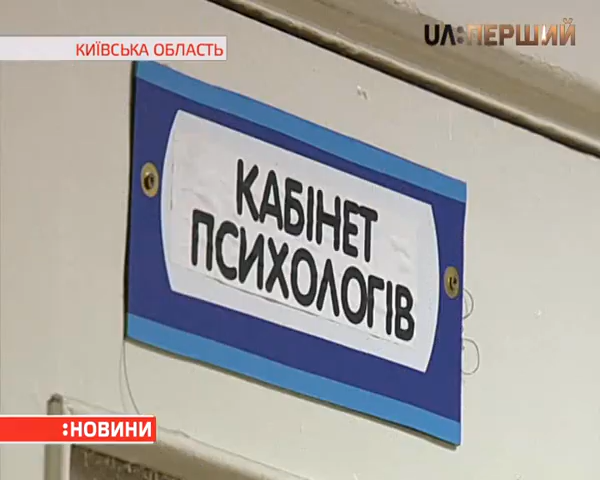 КИЇВСЬКА ОБЛАСТЬ
UA:ПЕРШИЙ
КАБІНЕТ
ПСИХОЛОГІВ
:НОВИНИ